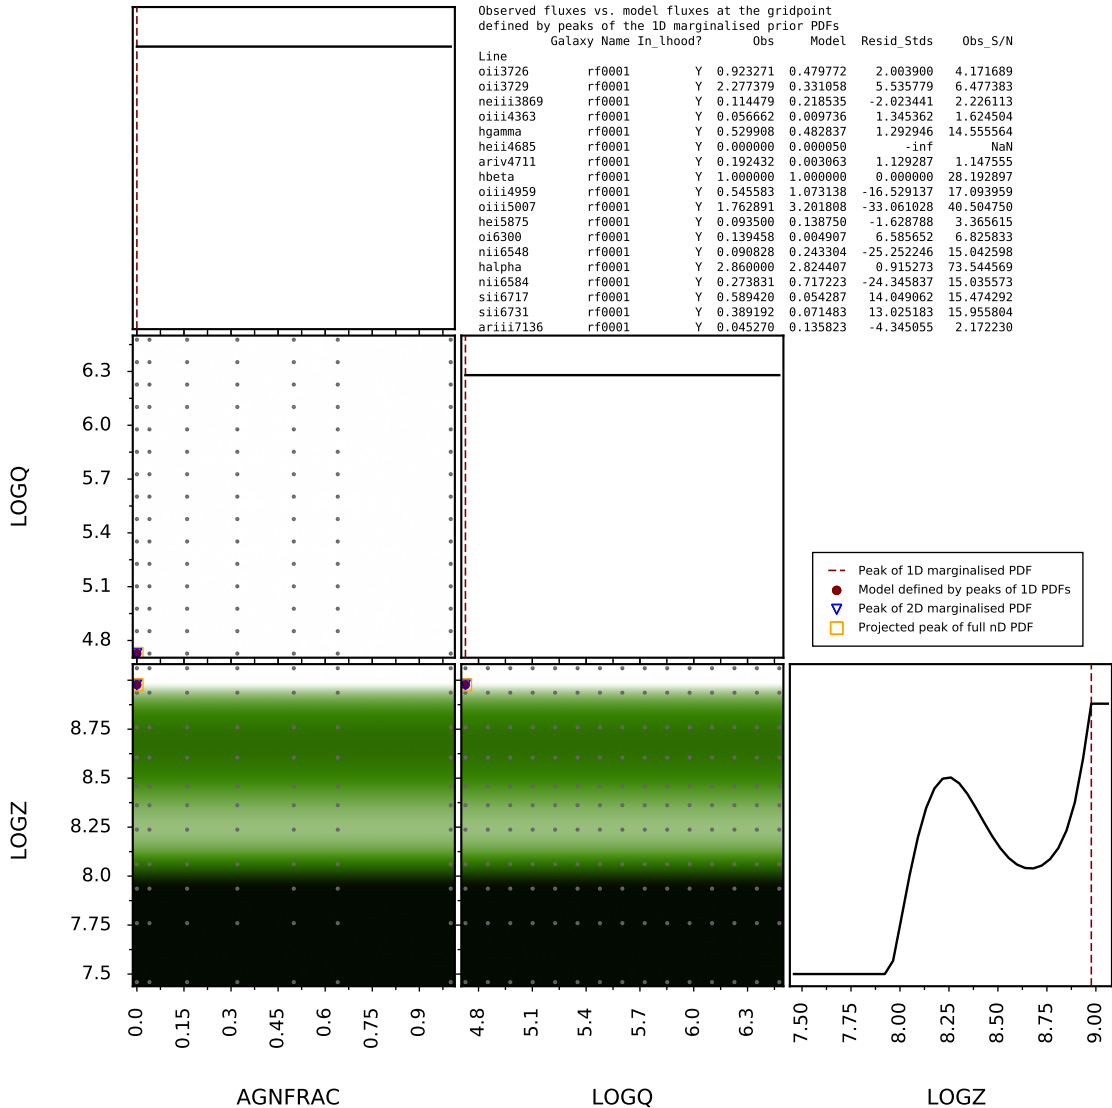 Observed fluxes vs. model fluxes at the gridpoint
defined by peaks of the 1D marginalised prior PDFs
Galaxy Name In_lhood? Obs Model Resid_Stds Obs_S/N
Line
oii3726 rf0001 Y 0.923271 0.479772 2.003900 4.171689
oii3729 rf0001 Y 2.277379 0.331058 5.535779 6.477383
neiii3869 rf0001 Y 0.114479 0.218535 -2.023441 2.226113
oiii4363 rf0001 Y 0.056662 0.009736 1.345362 1.624504
hgamma rf0001 Y 0.529908 0.482837 1.292946 14.555564
heii4685 rf0001 Y 0.000000 0.000050 -inf NaN
ariv4711 rf0001 Y 0.192432 0.003063 1.129287 1.147555
hbeta rf0001 Y 1.000000 1.000000 0.000000 28.192897
oiii4959 rf0001 Y 0.545583 1.073138 -16.529137 17.093959
oiii5007 rf0001 Y 1.762891 3.201808 -33.061028 40.504750
hei5875 rf0001 Y 0.093500 0.138750 -1.628788 3.365615
oi6300 rf0001 Y 0.139458 0.004907 6.585652 6.825833
nii6548 rf0001 Y 0.090828 0.243304 -25.252246 15.042598
halpha rf0001 Y 2.860000 2.824407 0.915273 73.544569
nii6584 rf0001 Y 0.273831 0.717223 -24.345837 15.035573
sii6717 rf0001 Y 0.589420 0.054287 14.049062 15.474292
sii6731 rf0001 Y 0.389192 0.071483 13.025183 15.955804
ariii7136 rf0001 Y 0.045270 0.135823 -4.345055 2.172230
LOGQ
6.3
6.0
5.7
5.4
5.1
4.8
Peak of 1D marginalised PDF
Model defined by peaks of 1D PDFs
Peak of 2D marginalised PDF
Projected peak of full nD PDF
LOGZ
8.75
8.5
8.25
8.0
7.75
7.5
0.0 0.15 0.3 0.45 0.6 0.75 0.9
4.8 5.1 5.4 5.7 6.0 6.3
7.50 7.75 8.00 8.25 8.50 8.75 9.00
AGNFRAC LOGQ LOGZ